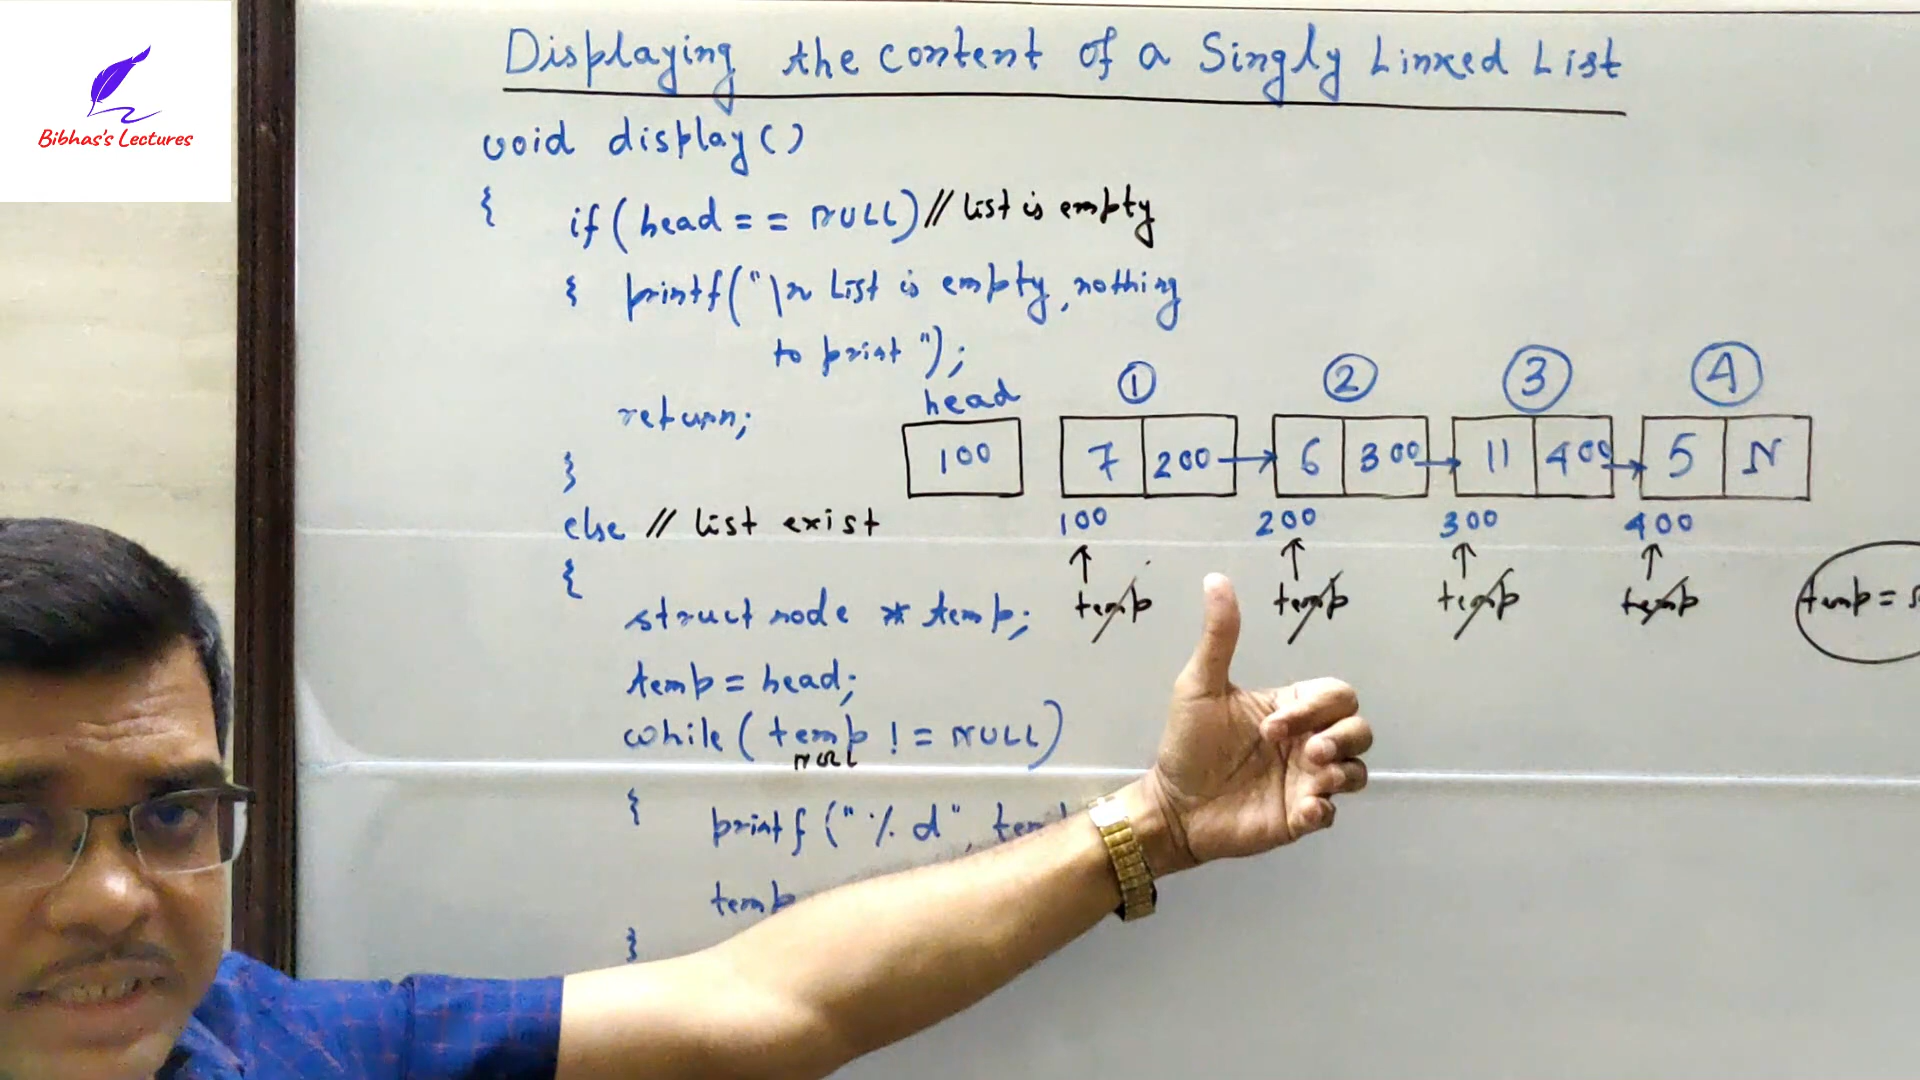 Bibhas's Lectures
Displaying the content of a Singly Linked List
void display()
{ if(head == NULL) // List is empty
{ printf("\n List is empty, nothing
to print");
return;
}
else // List exist
{
struct node * temp;
temp = head;
while(temp != NULL)
NULL
{ printf("%d",
temp
}
head
100
① ② ③ ④
7 200 6 300 11 400 5 N
100 200 300 400
temp temp temp temp
temp =